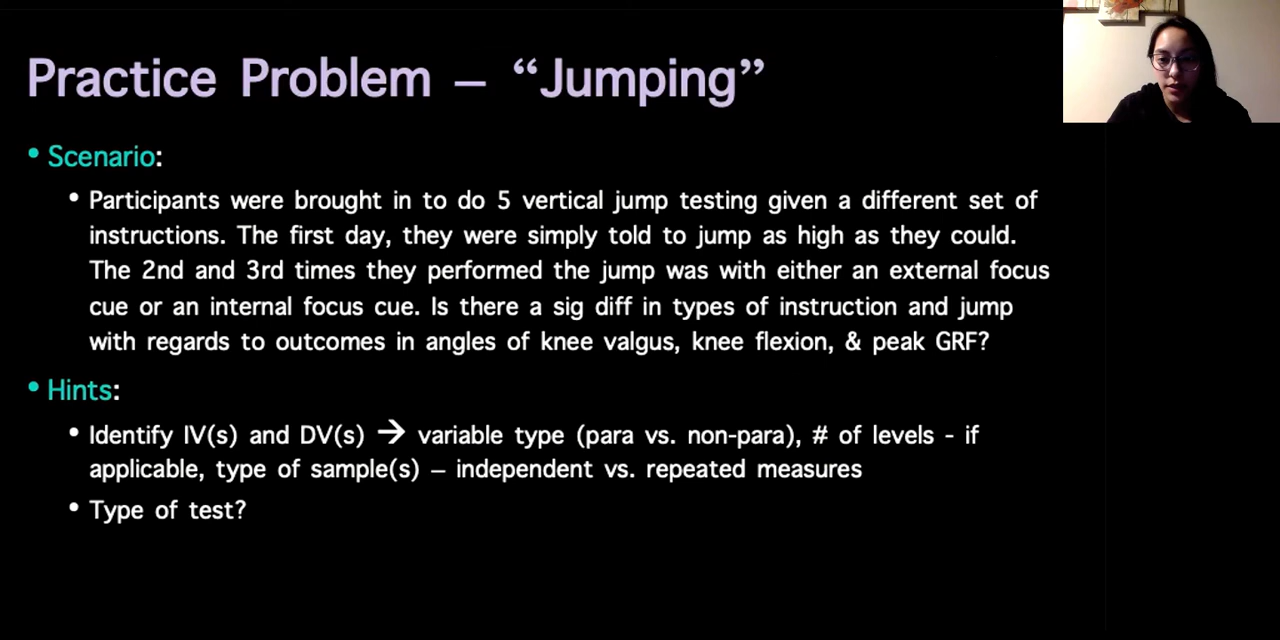 Practice Problem – “Jumping”
• Scenario:
• Participants were brought in to do 5 vertical jump testing given a different set of
instructions. The first day, they were simply told to jump as high as they could.
The 2nd and 3rd times they performed the jump was with either an external focus
cue or an internal focus cue. Is there a sig diff in types of instruction and jump
with regards to outcomes in angles of knee valgus, knee flexion, & peak GRF?
• Hints:
• Identify IV(s) and DV(s) → variable type (para vs. non-para), # of levels - if
applicable, type of sample(s) – independent vs. repeated measures
• Type of test?